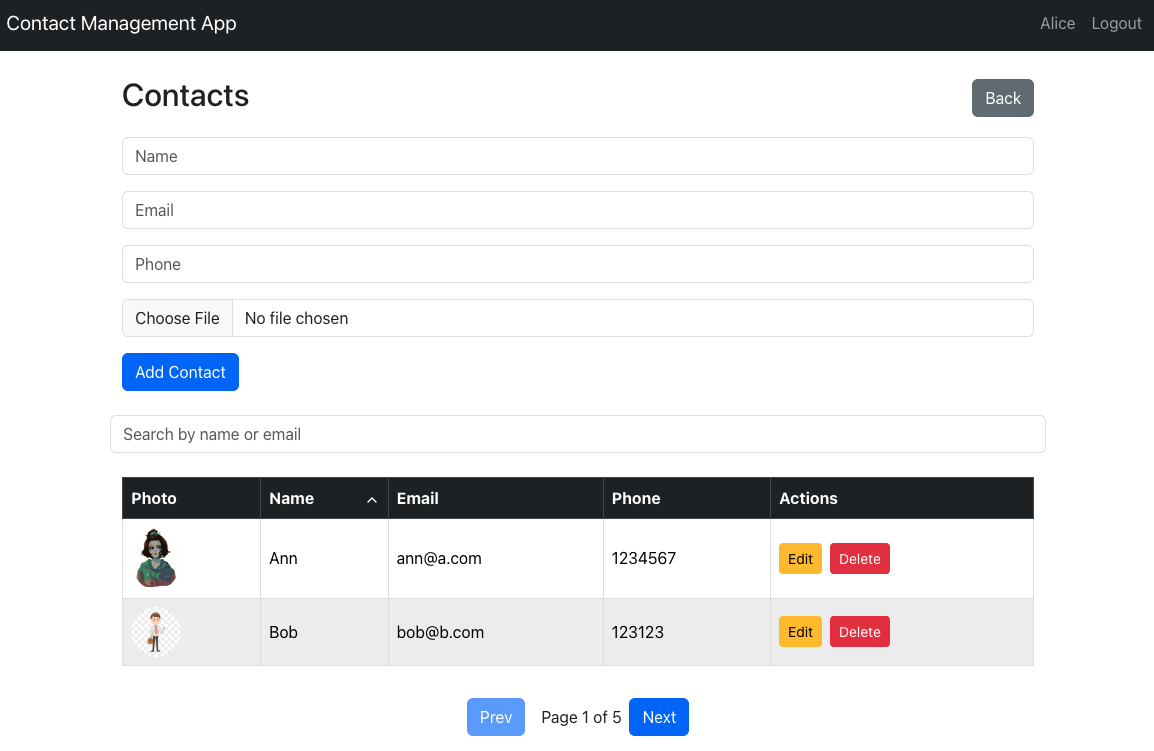 Contact Management App Alice Logout
Contacts Back
Name
Email
Phone
Choose File No file chosen
Add Contact
Search by name or email
Photo Name Email Phone Actions
Ann ann@a.com 1234567 Edit Delete
Bob bob@b.com 123123 Edit Delete
Prev Page 1 of 5 Next